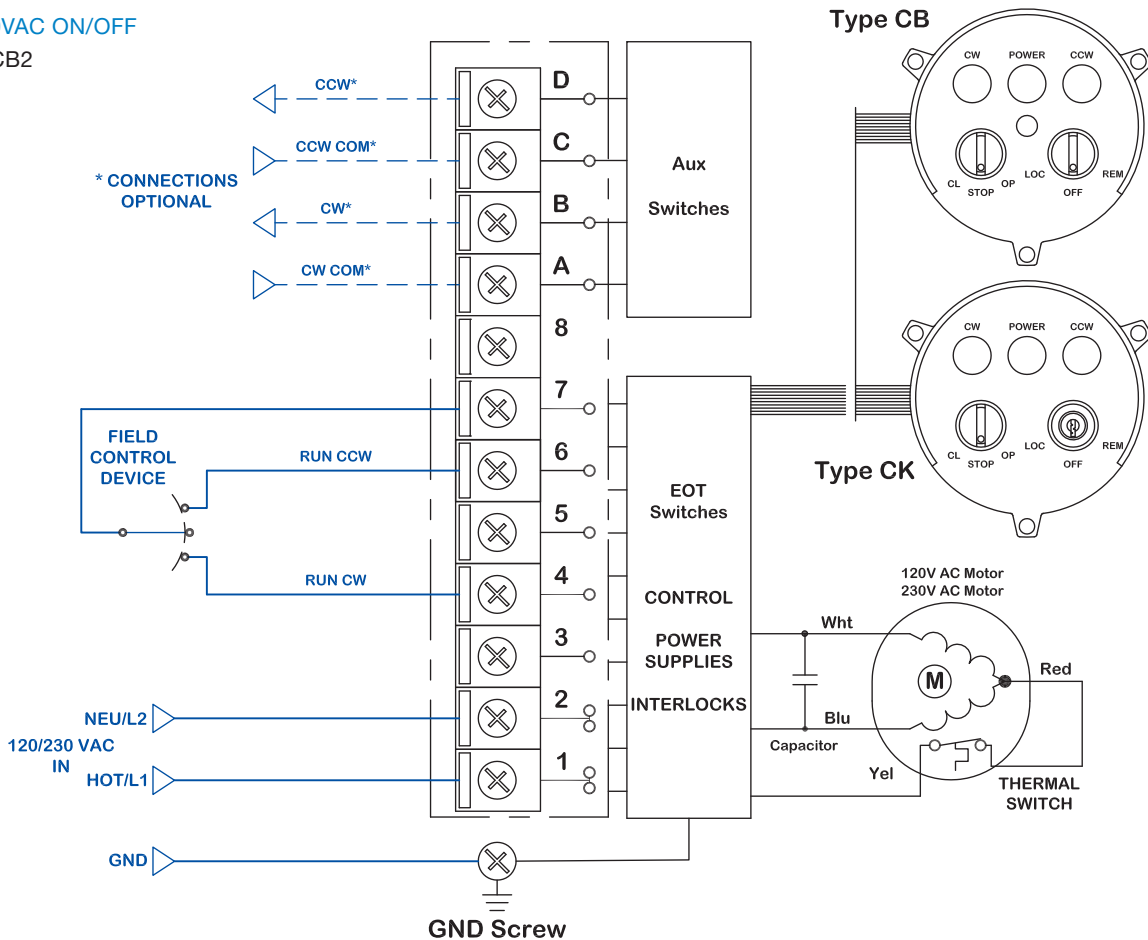 VAC ON/OFF
CB2
CCW*
CCW COM*
* CONNECTIONS
OPTIONAL
CW*
CW COM*
D
C
B
A
8
7
6
5
4
3
2
1
Aux
Switches
FIELD
CONTROL
DEVICE
RUN CCW
RUN CW
NEU/L2
120/230 VAC
IN
HOT/L1
GND
GND Screw
EOT
Switches
CONTROL
POWER
SUPPLIES
INTERLOCKS
Type CB
CW
POWER
CCW
CL
STOP
OP
LOC
OFF
REM
Type CK
CW
POWER
CCW
CL
STOP
OP
LOC
OFF
REM
120V AC Motor
230V AC Motor
Wht
Red
M
Blu
Capacitor
Yel
THERMAL
SWITCH